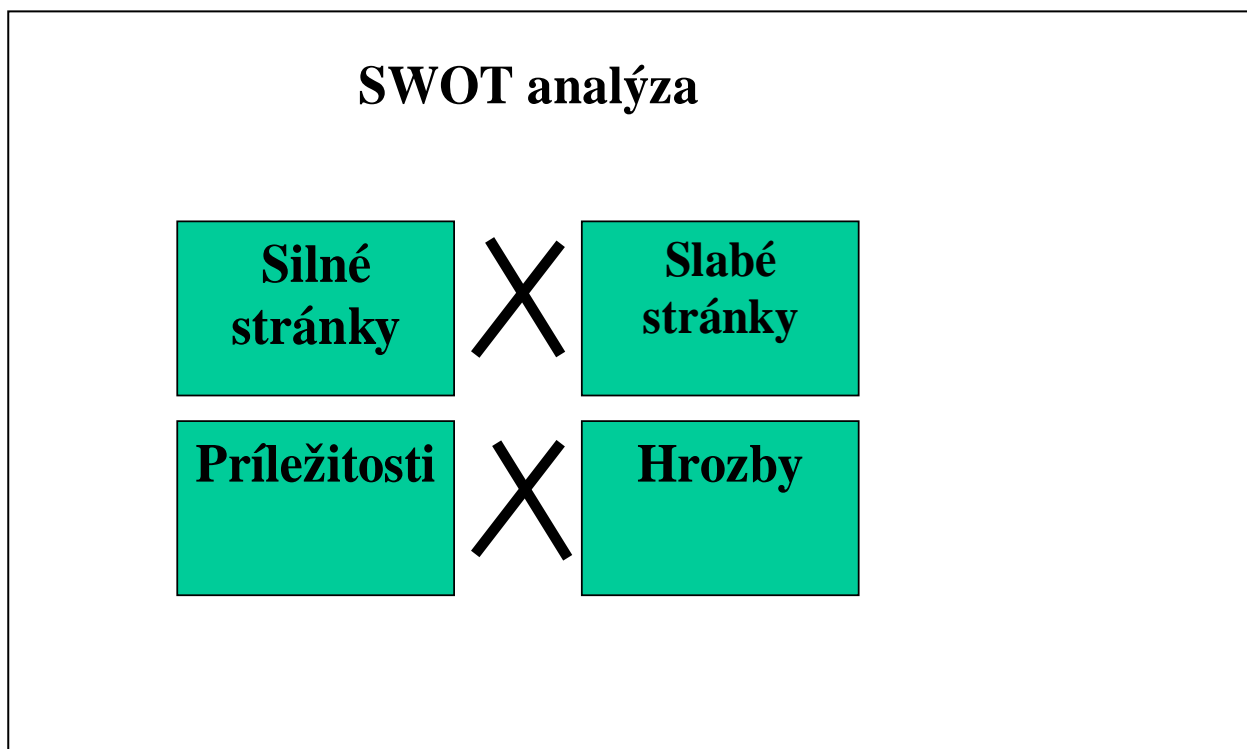 SWOT analýza
Silné
stránky
Slabé
stránky
Príležitosti
Hrozby